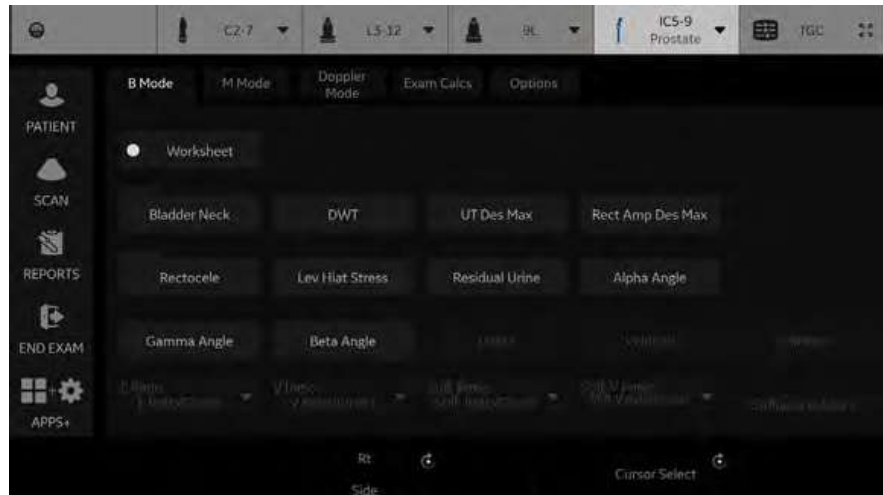 C2-7
L3-12
9L
IC5-9
Prostate
TGC
PATIENT
SCAN
REPORTS
END EXAM
APPS+
B Mode
M Mode
Doppler
Mode
Exam Calcs
Options
Worksheet
Bladder Neck
DWT
UT Des Max
Rect Amp Des Max
Rectocele
Lev Hiat Stress
Residual Urine
Alpha Angle
Gamma Angle
Beta Angle
Rt
Side
Cursor Select